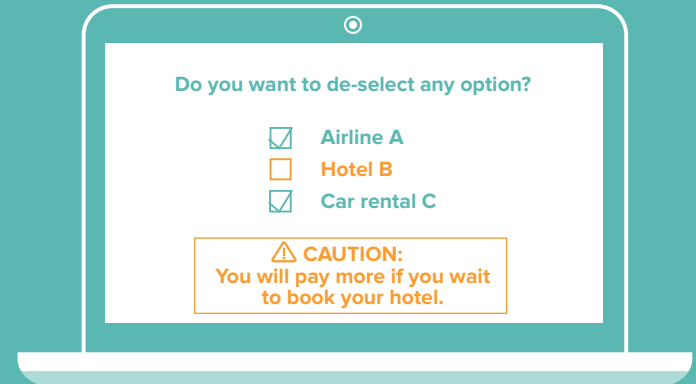 Do you want to de-select any option?
Airline A
Hotel B
Car rental C
CAUTION:
You will pay more if you wait
to book your hotel.